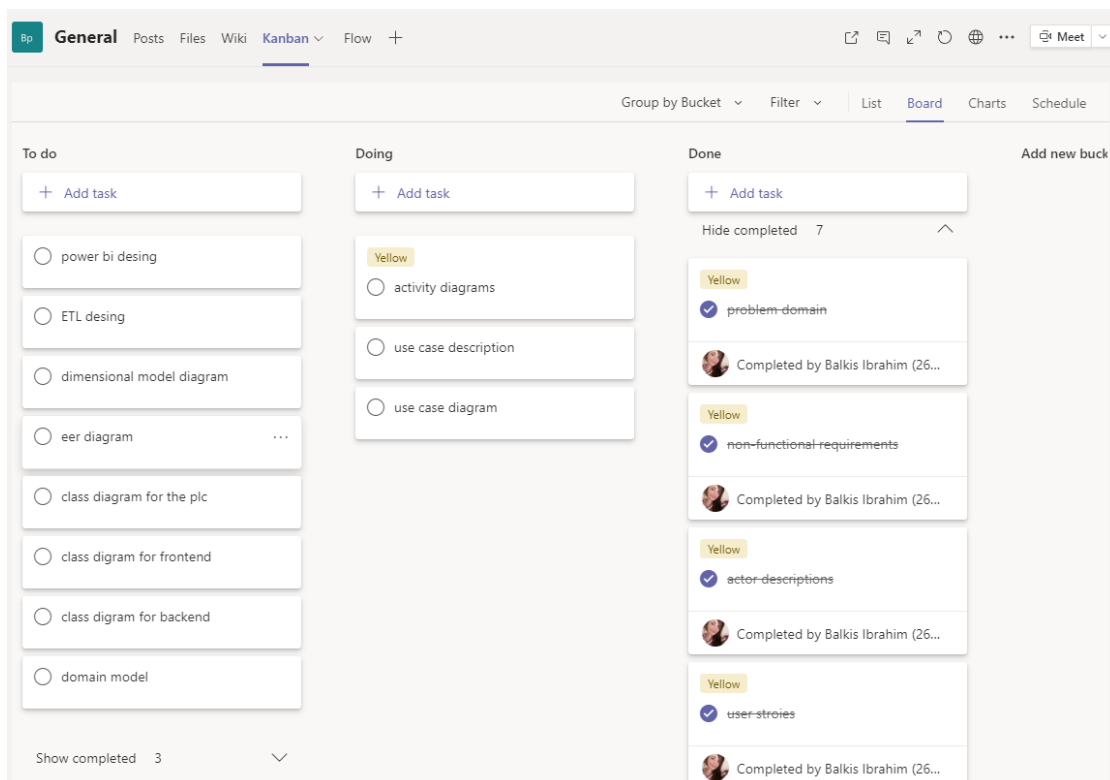 Bp General Posts Files Wiki Kanban Flow Meet
Group by Bucket Filter List Board Charts Schedule
To do
Add task
power bi desing
ETL desing
dimensional model diagram
eer diagram
class diagram for the plc
class digram for frontend
class digram for backend
domain model
Show completed 3
Doing
Add task
Yellow
activity diagrams
use case description
use case diagram
Done
Add task
Hide completed 7
Yellow
problem domain
Completed by Balkis Ibrahim (26...
Yellow
non-functional requirements
Completed by Balkis Ibrahim (26...
Yellow
actor descriptions
Completed by Balkis Ibrahim (26...
Yellow
user stroies
Completed by Balkis Ibrahim (26...
Add new buck